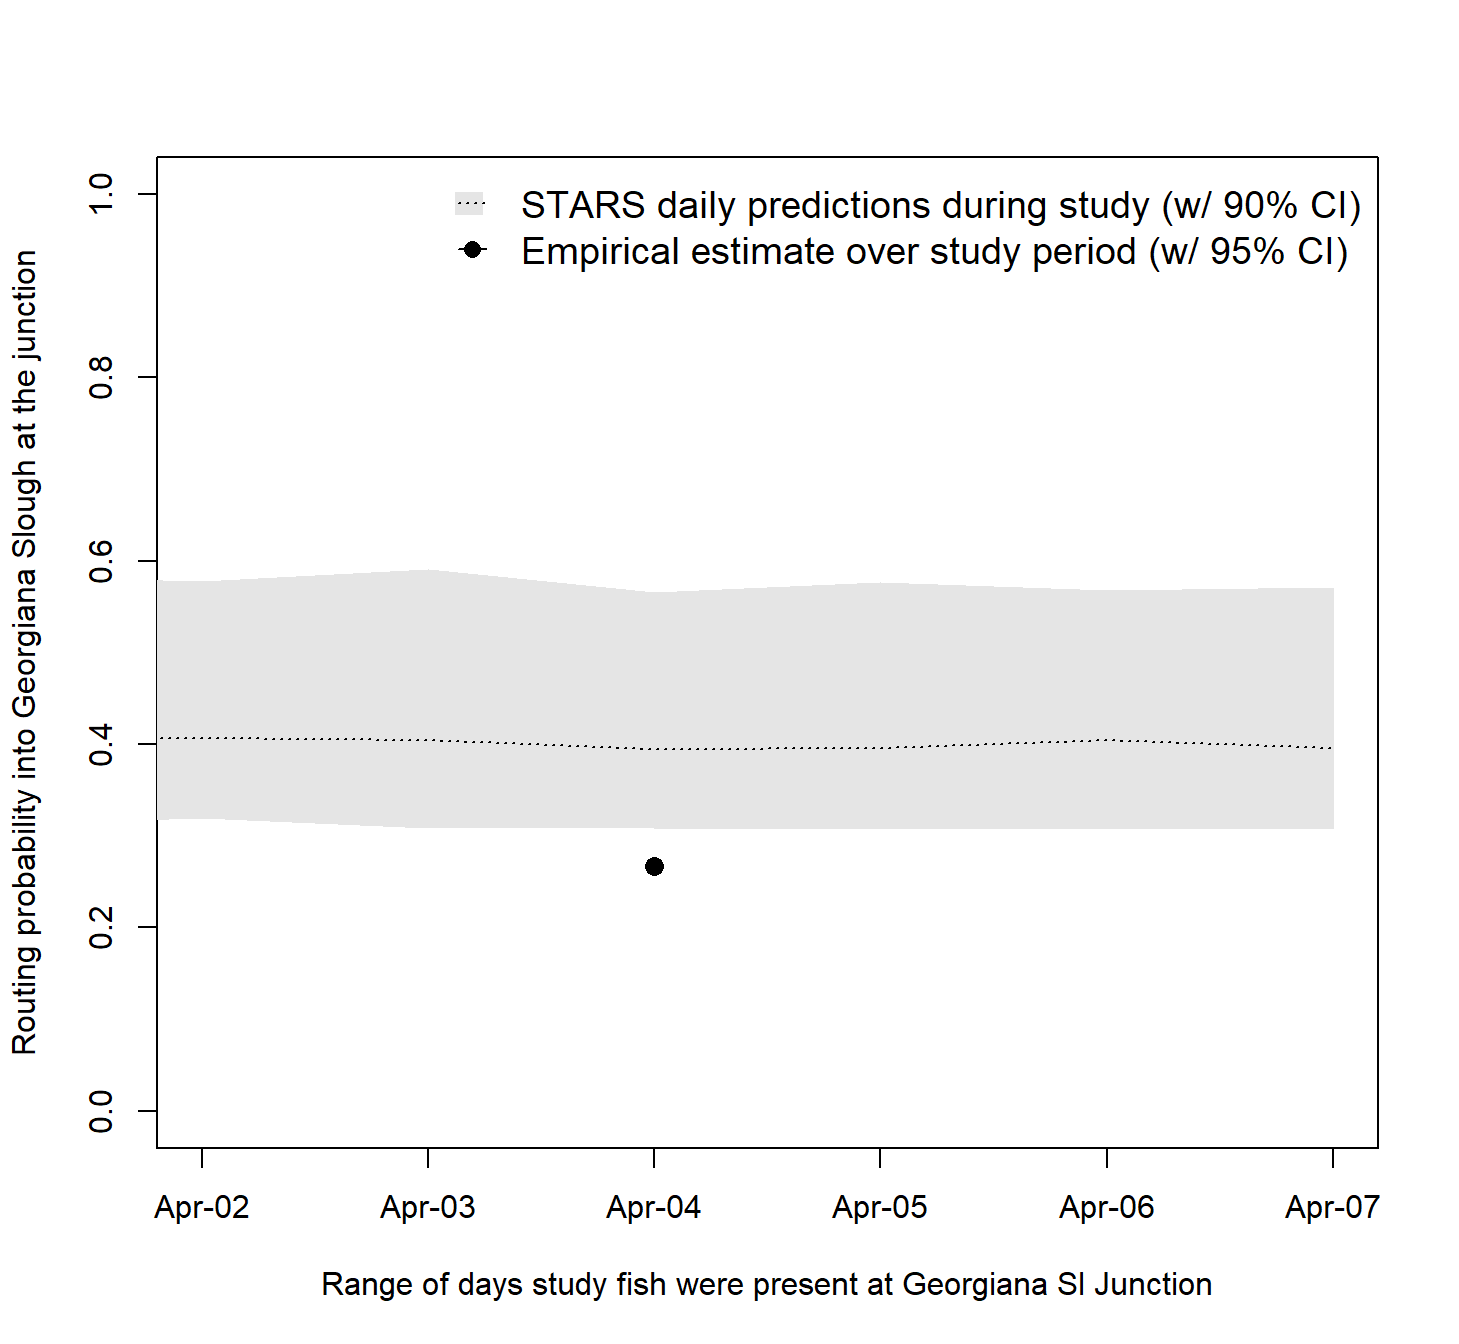 STARS daily predictions during study (w/ 90% CI)
Empirical estimate over study period (w/ 95% CI)
Routing probability into Georgiana Slough at the junction
1.0
0.8
0.6
0.4
0.2
0.0
Apr-02 Apr-03 Apr-04 Apr-05 Apr-06 Apr-07
Range of days study fish were present at Georgiana Sl Junction